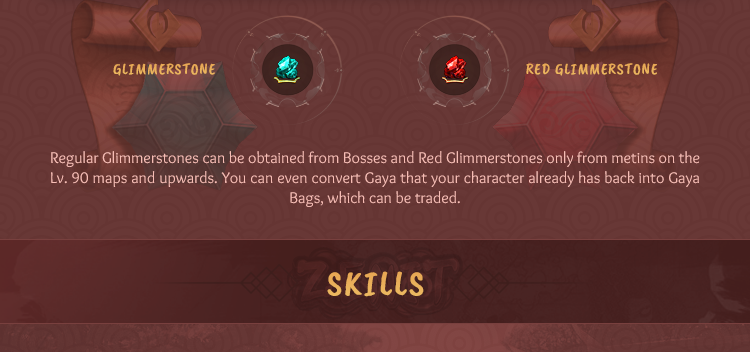 GLIMMERSTONE
RED GLIMMERSTONE
Regular Glimmerstones can be obtained from Bosses and Red Glimmerstones only from metins on the
Lv. 90 maps and upwards. You can even convert Gaya that your character already has back into Gaya
Bags, which can be traded.
SKILLS